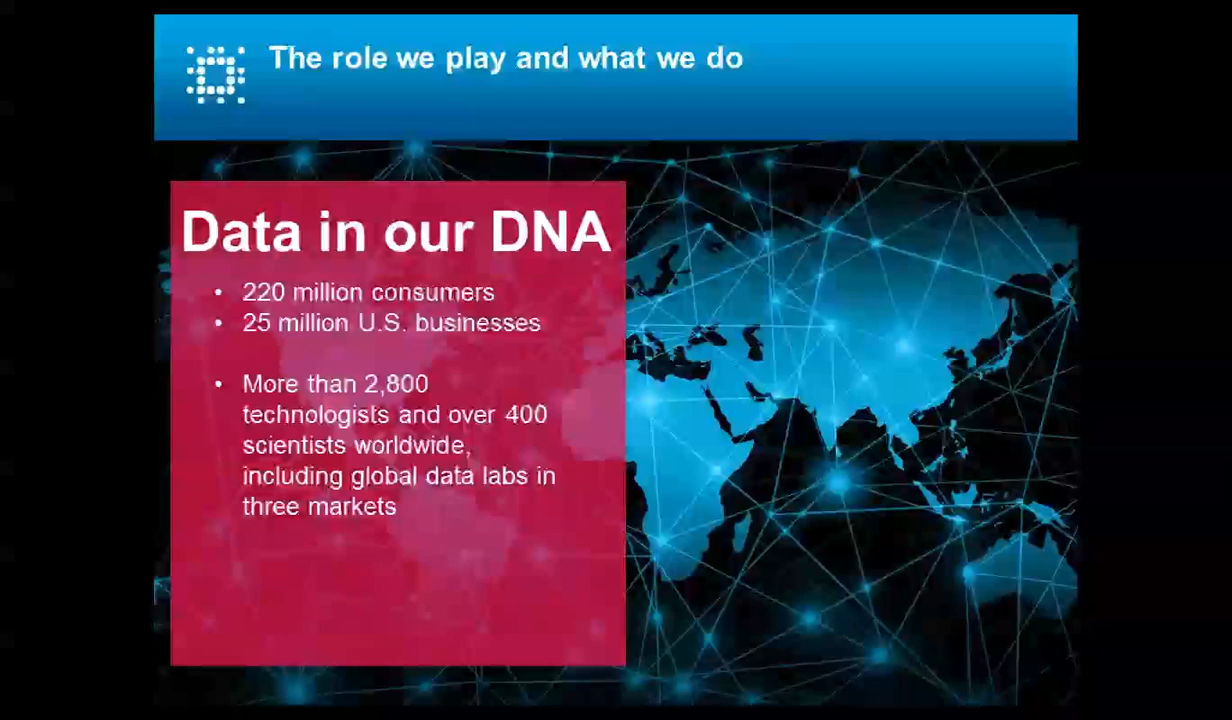 The role we play and what we do
Data in our DNA
• 220 million consumers
• 25 million U.S. businesses
• More than 2,800
technologists and over 400
scientists worldwide,
including global data labs in
three markets